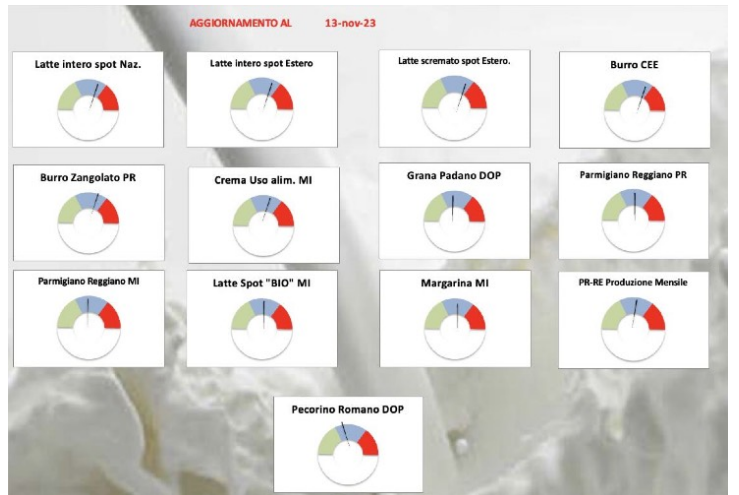 AGGIORNAMENTO AL 13-nov-23
Latte intero spot Naz.
Latte intero spot Estero
Latte scremato spot Estero.
Burro CEE
Burro Zangolato PR
Crema Uso alim. MI
Grana Padano DOP
Parmigiano Reggiano PR
Parmigiano Reggiano MI
Latte Spot "BIO" MI
Margarina MI
PR-RE Produzione Mensile
Pecorino Romano DOP